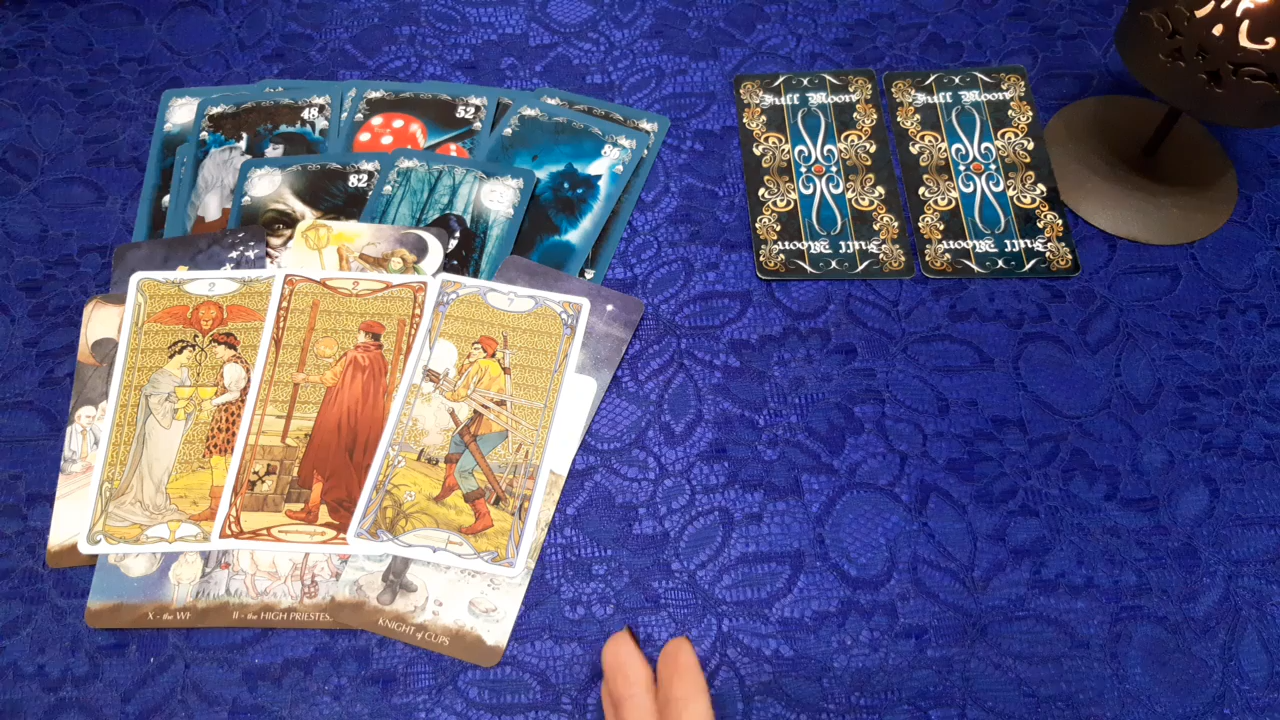 48
52
86
82
Full Moon
Full Moon
Full Moon
Full Moon
2
2
7
X - the WH
II - the HIGH PRIESTES
KNIGHT of CUPS